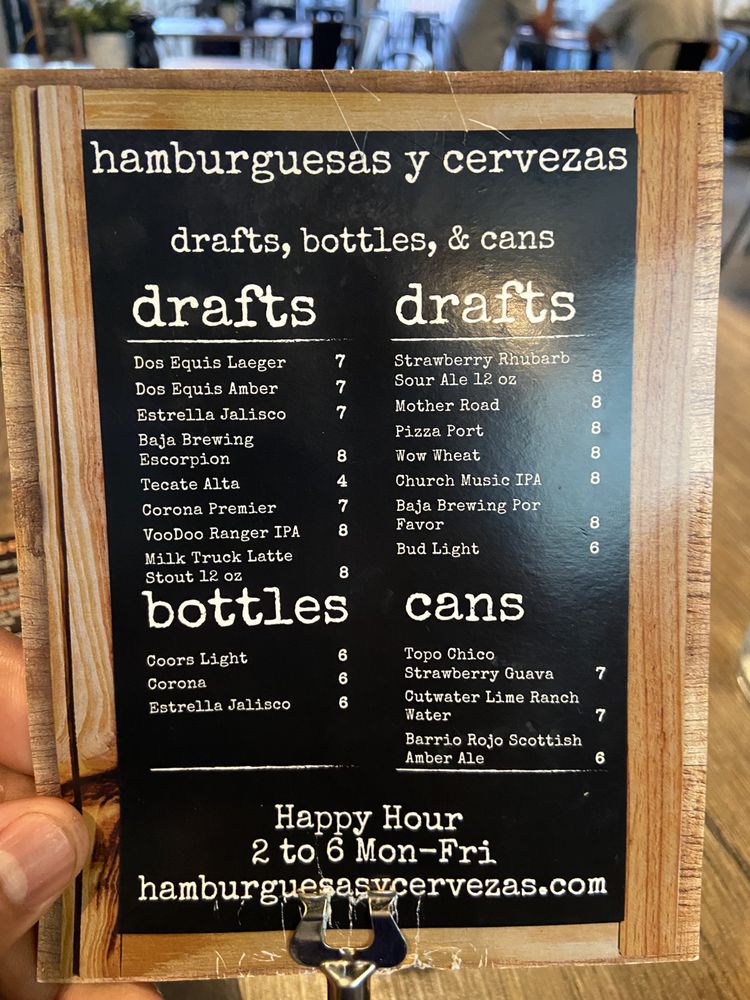 hamburguesas y cervezas
drafts, bottles, & cans
drafts
Dos Equis Laeger 7
Dos Equis Amber 7
Estrella Jalisco 7
Baja Brewing
Escorpion 8
Tecate Alta 4
Corona Premier 7
VooDoo Ranger IPA 8
Milk Truck Latte
Stout 12 oz 8
drafts
Strawberry Rhubarb
Sour Ale 12 oz 8
Mother Road 8
Pizza Port 8
Wow Wheat 8
Church Music IPA 8
Baja Brewing Por
Favor 8
Bud Light 6
bottles
Coors Light 6
Corona 6
Estrella Jalisco 6
cans
Topo Chico
Strawberry Guava 7
Cutwater Lime Ranch
Water 7
Barrio Rojo Scottish
Amber Ale 6
Happy Hour
2 to 6 Mon-Fri
hamburguesasycervezas.com